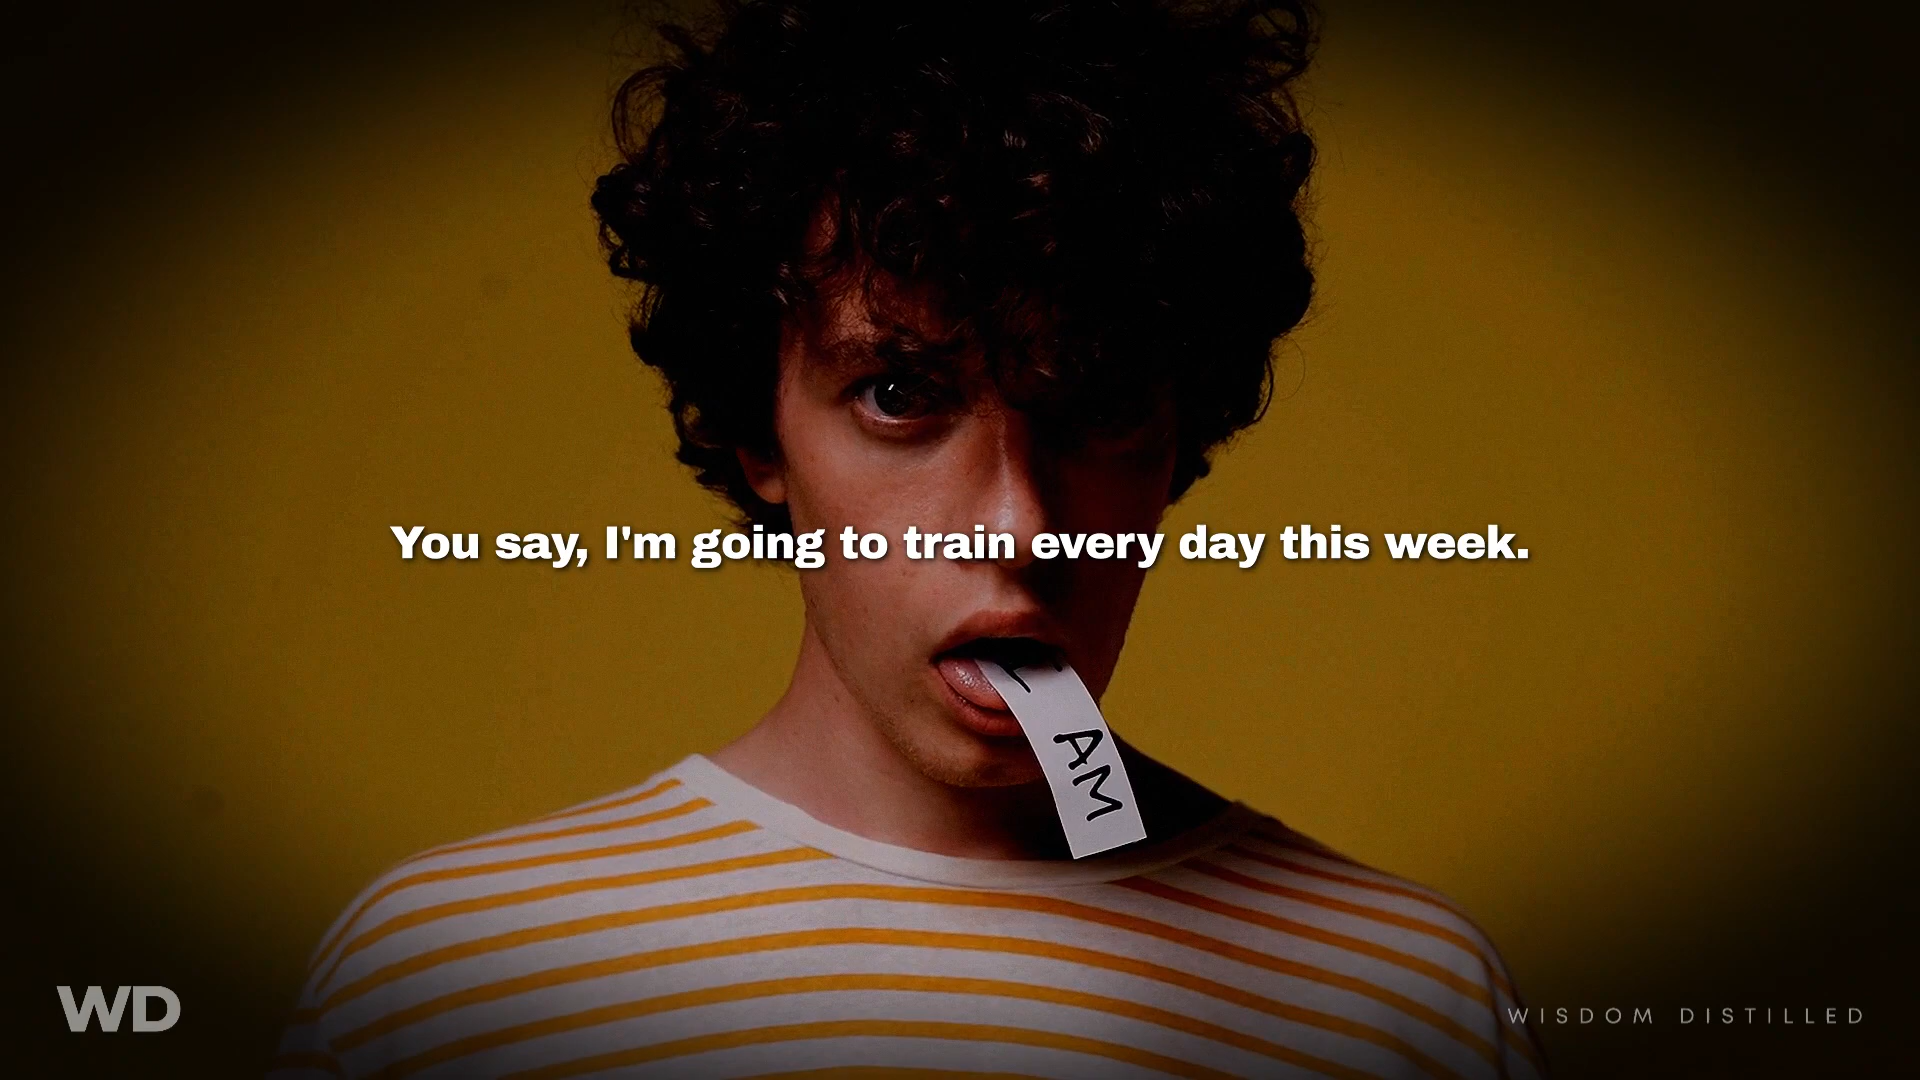 You say, I'm going to train every day this week.
AM
WD
WISDOM DISTILLED